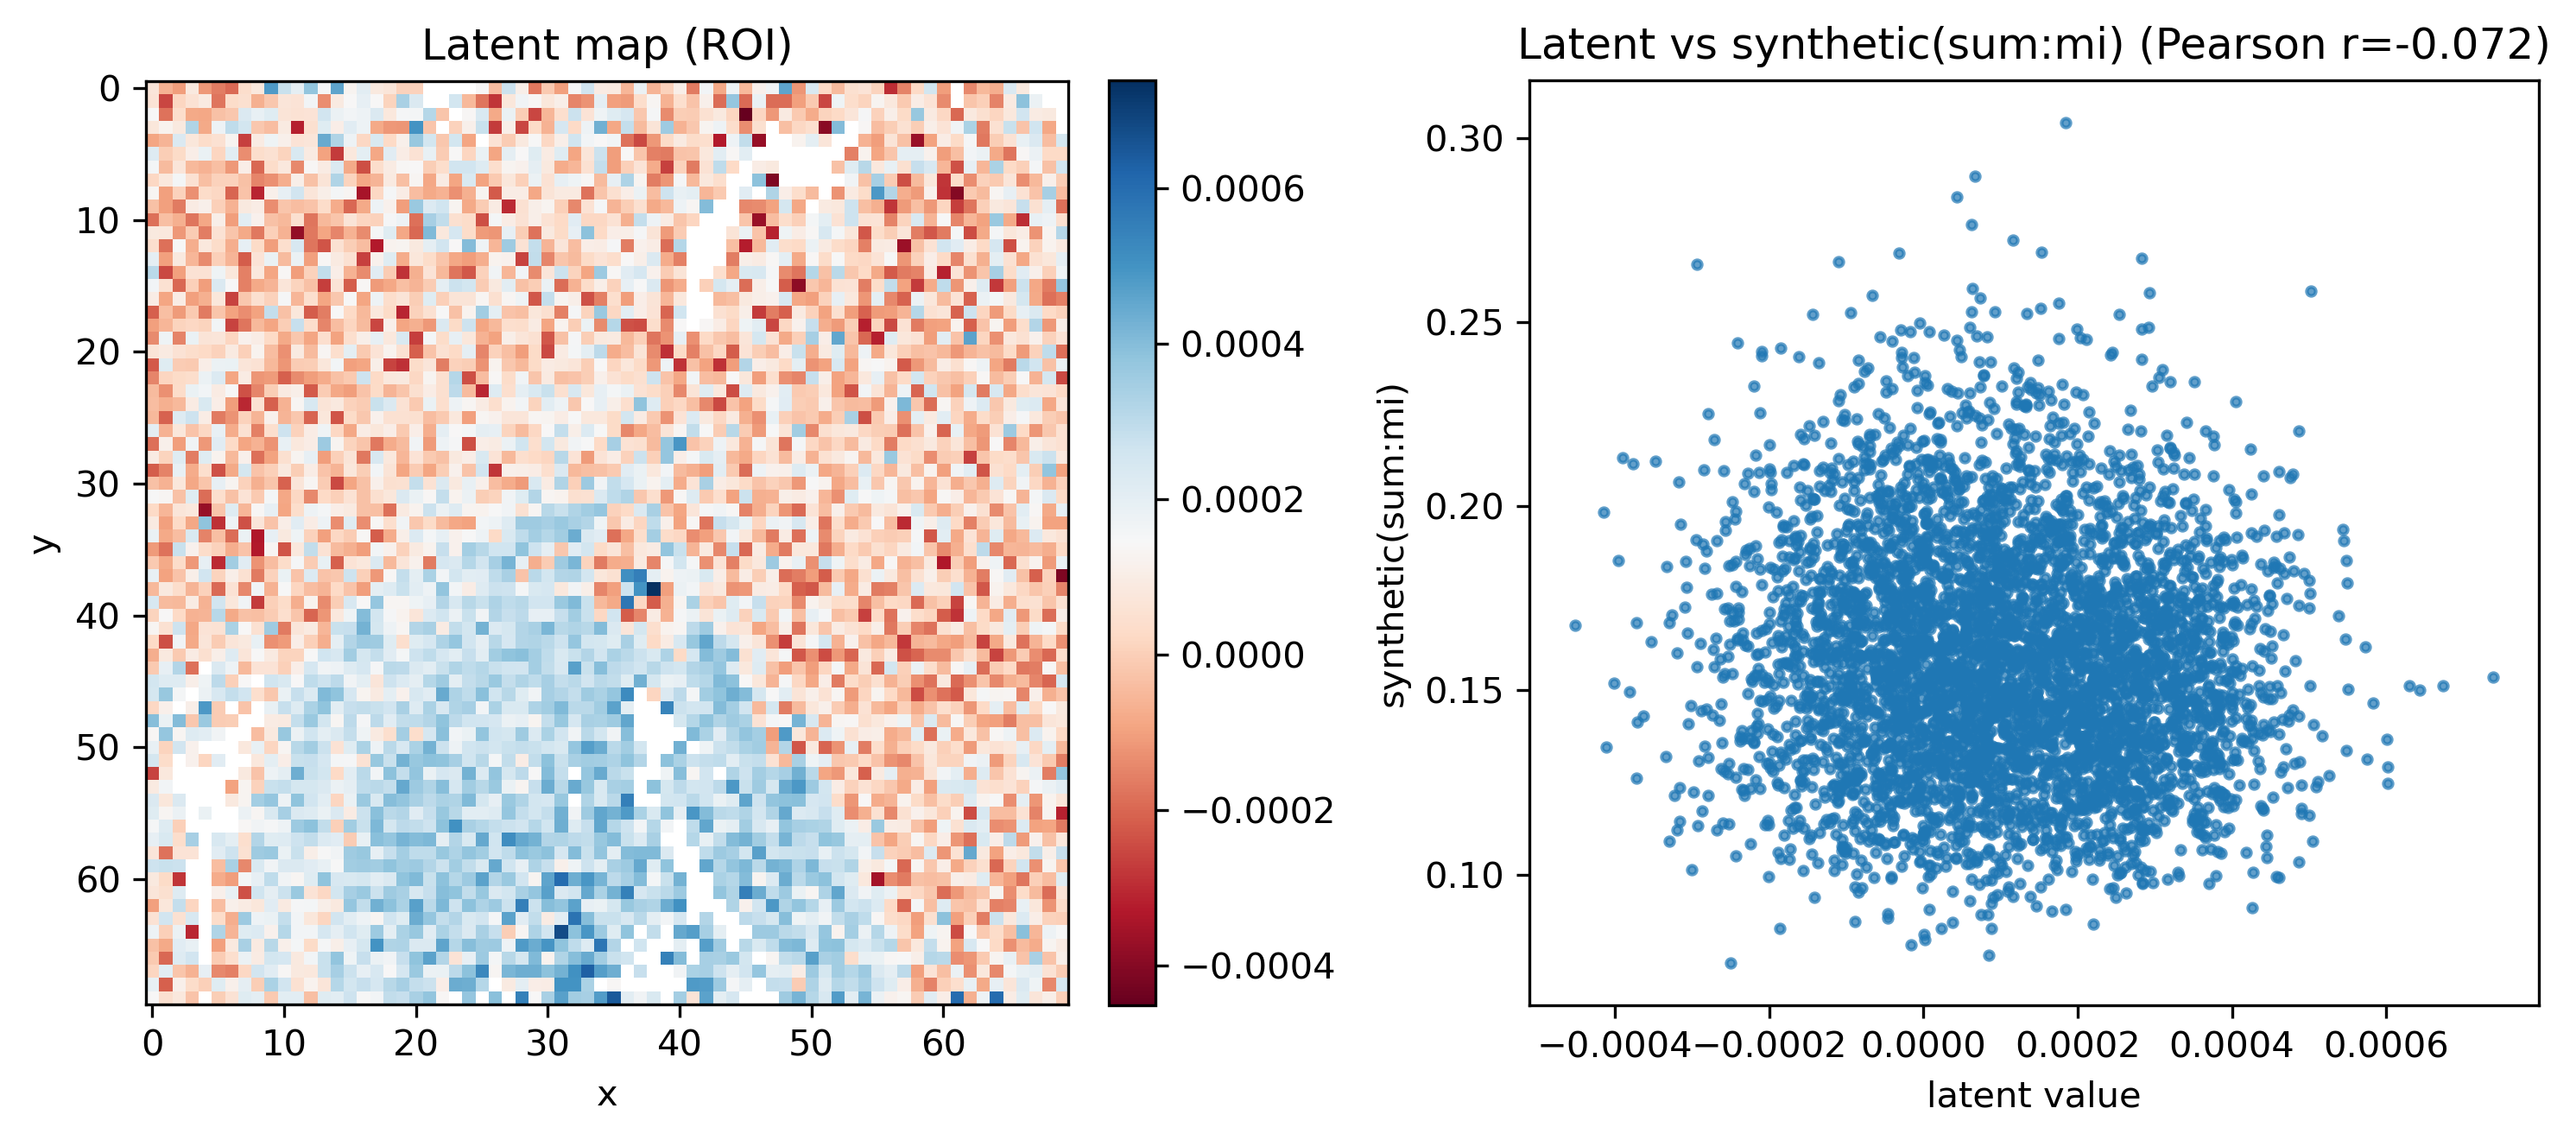 Latent map (ROI)
0
10
20
30
40
50
60
y
0 10 20 30 40 50 60
x
0.0006
0.0004
0.0002
0.0000
−0.0002
−0.0004
Latent vs synthetic(sum:mi) (Pearson r=-0.072)
0.30
0.25
0.20
0.15
0.10
synthetic(sum:mi)
−0.0004 −0.0002 0.0000 0.0002 0.0004 0.0006
latent value